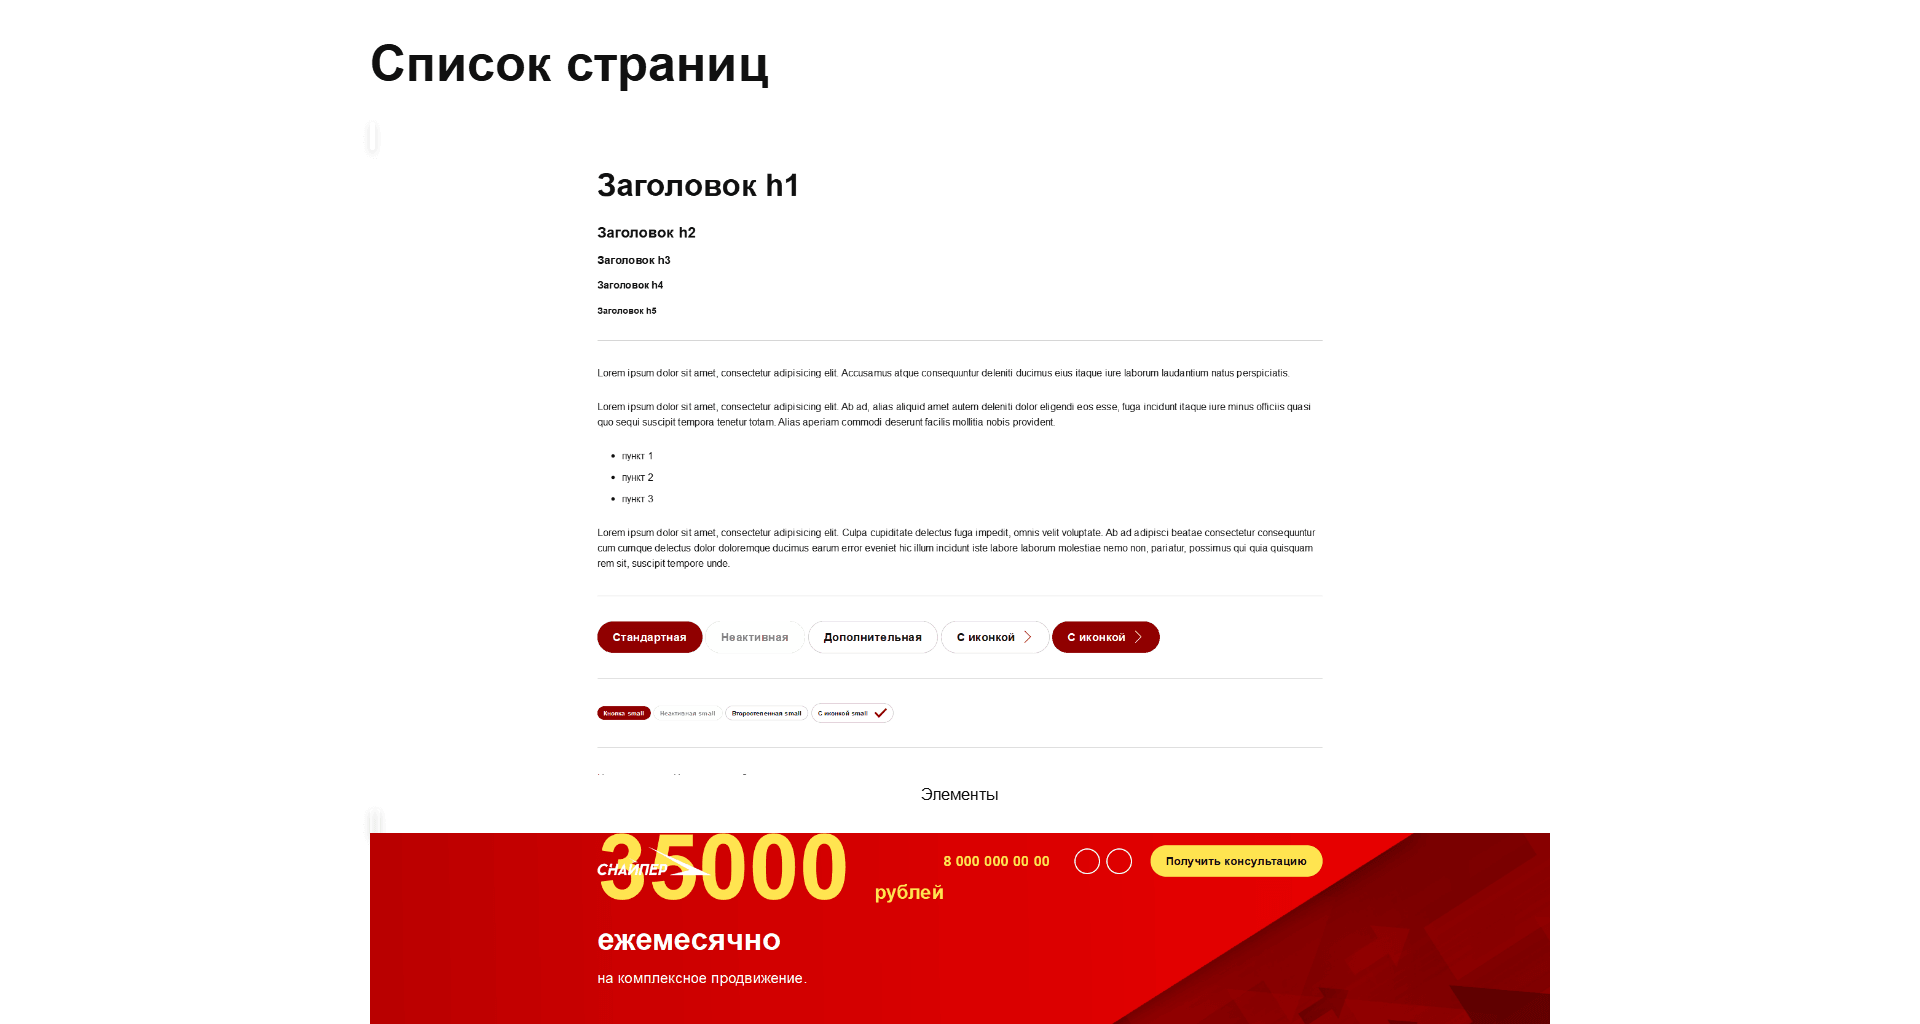 Список страниц
Заголовок h1
Заголовок h2
Заголовок h3
Заголовок h4
Заголовок h5
Lorem ipsum dolor sit amet, consectetur adipisicing elit. Accusamus atque consequuntur deleniti ducimus eius itaque iure laborum laudantium natus perspiciatis.
Lorem ipsum dolor sit amet, consectetur adipisicing elit. Ab ad, alias aliquid amet autem deleniti dolor eligendi eos esse, fuga incidunt itaque iure minus officiis quasi
quo sequi suscipit tempora tenetur totam. Alias aperiam commodi deserunt facilis mollitia nobis provident.
• пункт 1
• пункт 2
• пункт 3
Lorem ipsum dolor sit amet, consectetur adipisicing elit. Culpa cupiditate delectus fuga impedit, omnis velit voluptate. Ab ad adipisci beatae consectetur consequuntur
cum cumque delectus dolor doloremque ducimus earum error eveniet hic illum incidunt iste labore laborum molestiae nemo non, pariatur, possimus qui quia quisquam
rem sit, suscipit tempore unde.
Стандартная Неактивная Дополнительная С иконкой С иконкой
Кнопка small Неактивная small Второстепенная small С иконкой small
Элементы
СНАЙПЕР 8 000 000 00 00 Получить консультацию
35000 рублей
ежемесячно
на комплексное продвижение.